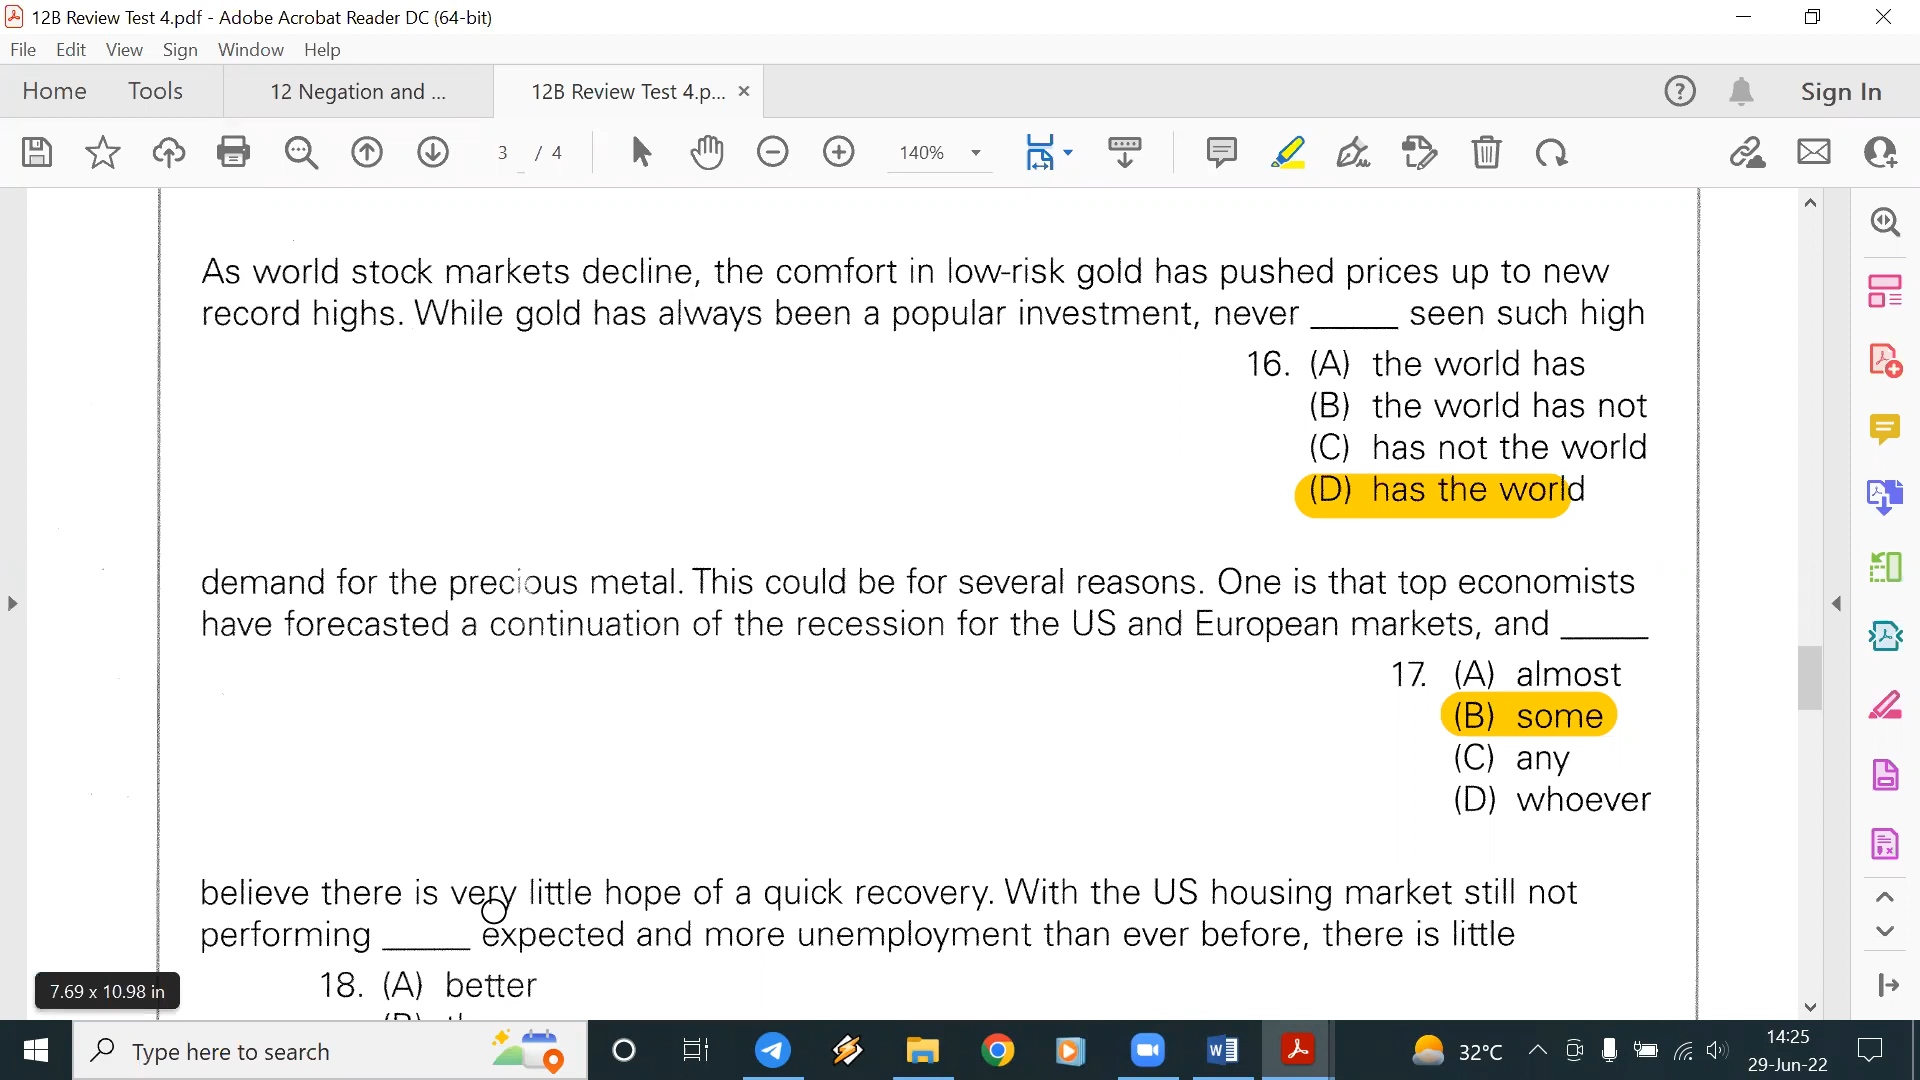 12B Review Test 4.pdf - Adobe Acrobat Reader DC (64-bit)
File Edit View Sign Window Help
Home Tools 12 Negation and ... 12B Review Test 4.p... × Sign In
3 / 4 140%
As world stock markets decline, the comfort in low-risk gold has pushed prices up to new
record highs. While gold has always been a popular investment, never _____ seen such high
16. (A) the world has
(B) the world has not
(C) has not the world
(D) has the world
demand for the precious metal. This could be for several reasons. One is that top economists
have forecasted a continuation of the recession for the US and European markets, and _____
17. (A) almost
(B) some
(C) any
(D) whoever
believe there is very little hope of a quick recovery. With the US housing market still not
performing _____ expected and more unemployment than ever before, there is little
18. (A) better
7.69 x 10.98 in
Type here to search
32°C
14:25
29-Jun-22